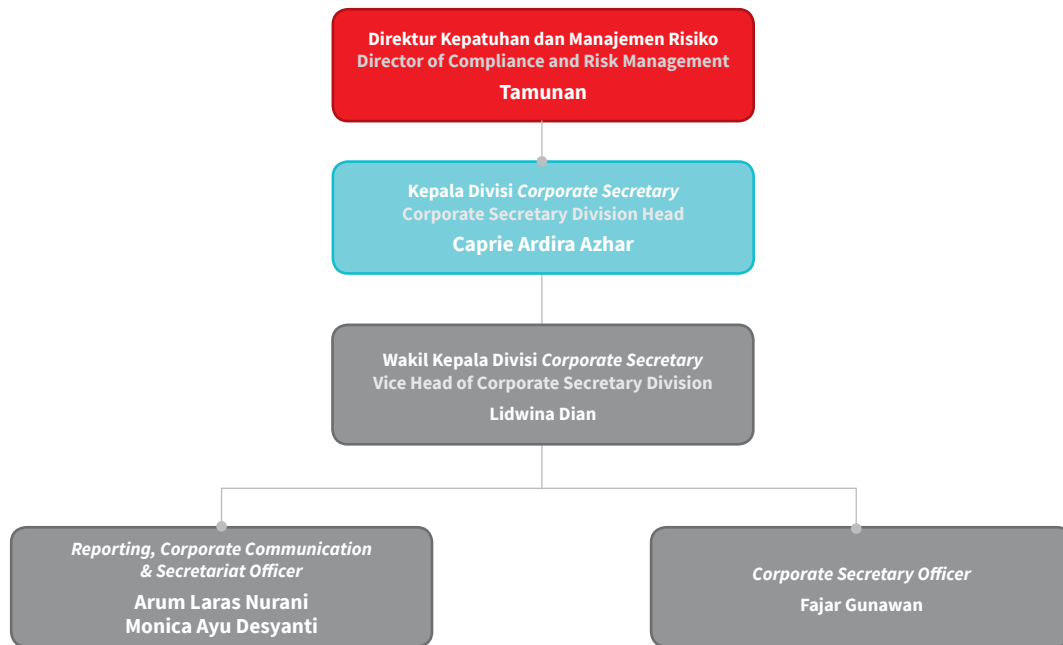 Direktur Kepatuhan dan Manajemen Risiko
Director of Compliance and Risk Management
Tamunan
Kepala Divisi Corporate Secretary
Corporate Secretary Division Head
Caprie Ardira Azhar
Wakil Kepala Divisi Corporate Secretary
Vice Head of Corporate Secretary Division
Lidwina Dian
Reporting, Corporate Communication
& Secretariat Officer
Arum Laras Nurani
Monica Ayu Desyanti
Corporate Secretary Officer
Fajar Gunawan